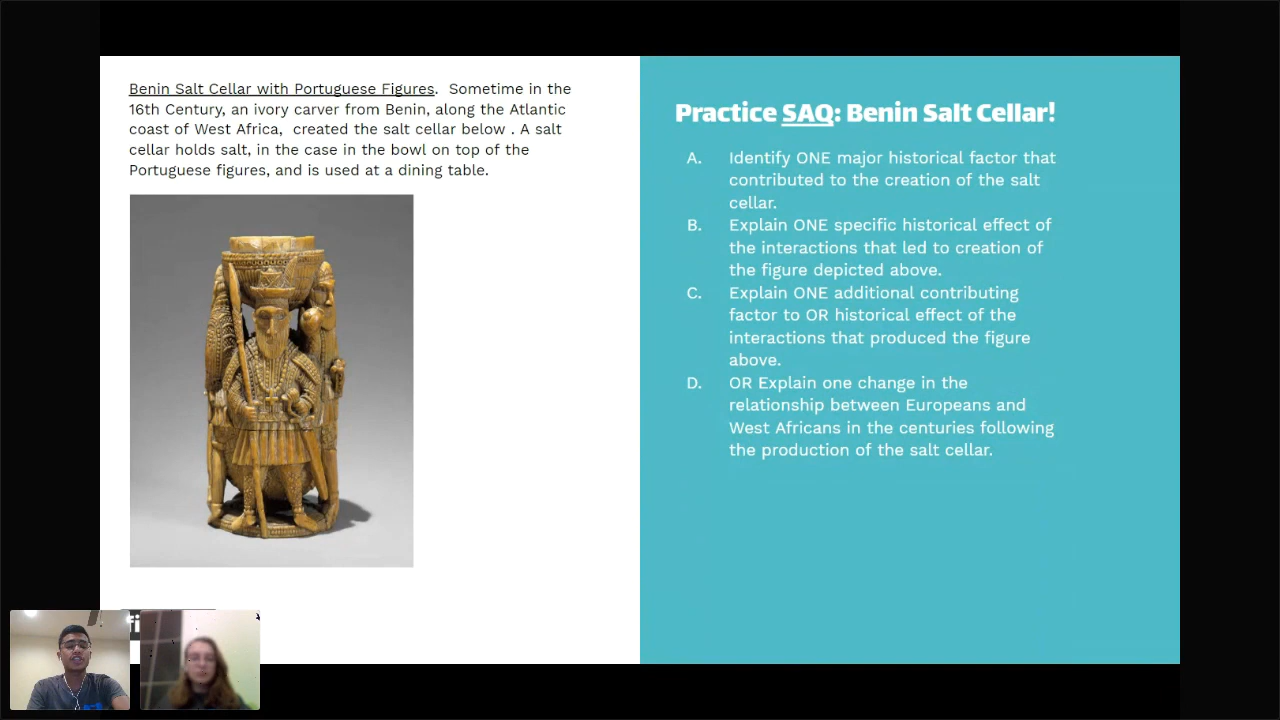 Benin Salt Cellar with Portuguese Figures. Sometime in the
16th Century, an ivory carver from Benin, along the Atlantic
coast of West Africa, created the salt cellar below . A salt
cellar holds salt, in the case in the bowl on top of the
Portuguese figures, and is used at a dining table.
Practice SAQ: Benin Salt Cellar!
A. Identify ONE major historical factor that
contributed to the creation of the salt
cellar.
B. Explain ONE specific historical effect of
the interactions that led to creation of
the figure depicted above.
C. Explain ONE additional contributing
factor to OR historical effect of the
interactions that produced the figure
above.
D. OR Explain one change in the
relationship between Europeans and
West Africans in the centuries following
the production of the salt cellar.